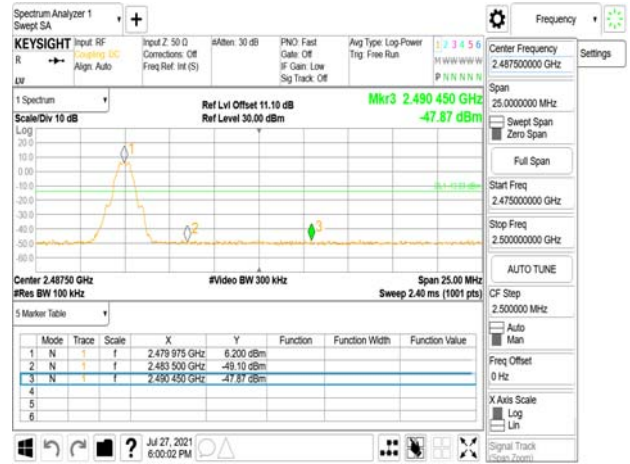 Spectrum Analyzer 1
Swept SA
+
Frequency
KEYSIGHT
R
Input: RF
Coupling: DC
Align: Auto
Input Z: 50 Ω
Corrections: Off
Freq Ref: Int (S)
#Atten: 30 dB
PNO: Fast
Gate: Off
IF Gain: Low
Sig Track: Off
Avg Type: Log-Power
Trig: Free Run
1 2 3 4 5 6
M W W W W W
P N N N N N
Center Frequency
2.487500000 GHz
Settings
Span
25.0000000 MHz
Swept Span
Zero Span
Full Span
Start Freq
2.475000000 GHz
Stop Freq
2.500000000 GHz
AUTO TUNE
CF Step
2.500000 MHz
Auto
Man
Freq Offset
0 Hz
X Axis Scale
Log
Lin
Signal Track
(Span Zoom)
1 Spectrum
Scale/Div 10 dB
Ref Lvl Offset 11.10 dB
Ref Level 30.00 dBm
Mkr3 2.490 450 GHz
-47.87 dBm
Log
20.0
10.0
0.00
-10.0
-20.0
-30.0
-40.0
-50.0
-60.0
1
2
3
Center 2.48750 GHz
#Res BW 100 kHz
#Video BW 300 kHz
Span 25.00 MHz
Sweep 2.40 ms (1001 pts)
5 Marker Table
Mode Trace Scale X Y Function Function Width Function Value
1 N 1 f 2.479 975 GHz 6.200 dBm
2 N 1 f 2.483 500 GHz -49.10 dBm
3 N 1 f 2.490 450 GHz -47.87 dBm
4
5
6
?
Jul 27, 2021
6:00:02 PM